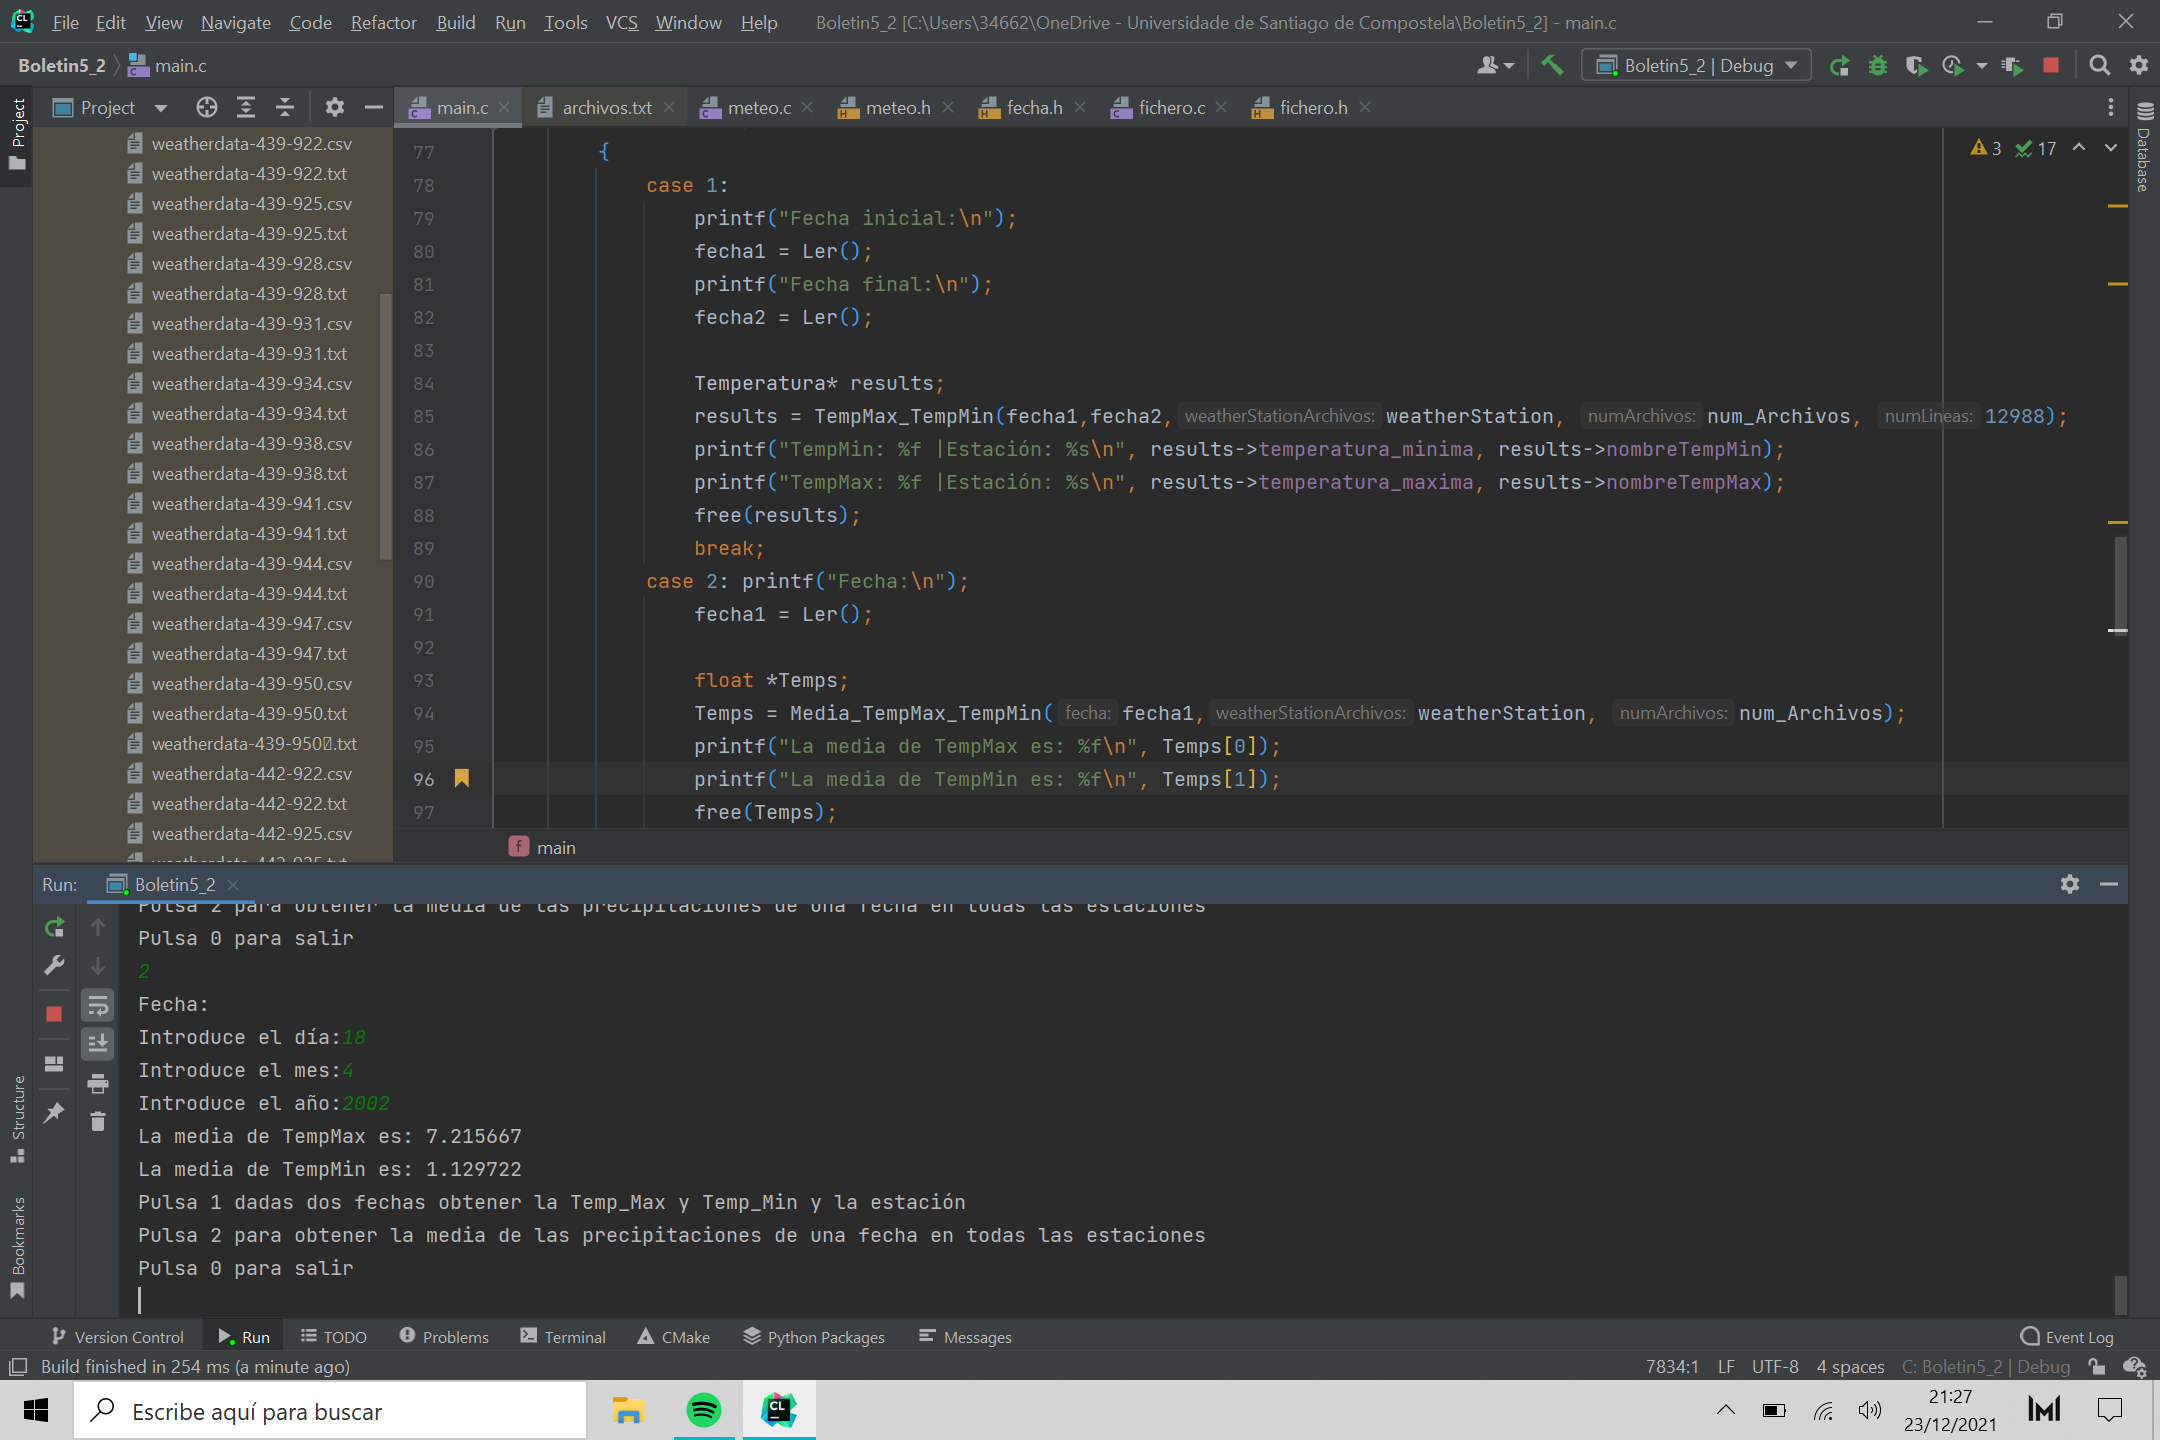 File Edit View Navigate Code Refactor Build Run Tools VCS Window Help Boletin5_2 [C:\Users\34662\OneDrive - Universidade de Santiago de Compostela\Boletin5_2] - main.c
Boletin5_2 main.c Boletin5_2 | Debug
Project main.c archivos.txt meteo.c meteo.h fecha.h fichero.c fichero.h
Project
Database
Structure
Bookmarks
weatherdata-439-922.csv
weatherdata-439-922.txt
weatherdata-439-925.csv
weatherdata-439-925.txt
weatherdata-439-928.csv
weatherdata-439-928.txt
weatherdata-439-931.csv
weatherdata-439-931.txt
weatherdata-439-934.csv
weatherdata-439-934.txt
weatherdata-439-938.csv
weatherdata-439-938.txt
weatherdata-439-941.csv
weatherdata-439-941.txt
weatherdata-439-944.csv
weatherdata-439-944.txt
weatherdata-439-947.csv
weatherdata-439-947.txt
weatherdata-439-950.csv
weatherdata-439-950.txt
weatherdata-439-950▯.txt
weatherdata-442-922.csv
weatherdata-442-922.txt
weatherdata-442-925.csv
weatherdata-442-925.txt
3 17
77 {
78 case 1:
79 printf("Fecha inicial:\n");
80 fecha1 = Ler();
81 printf("Fecha final:\n");
82 fecha2 = Ler();
83
84 Temperatura* results;
85 results = TempMax_TempMin(fecha1,fecha2, weatherStationArchivos: weatherStation, numArchivos: num_Archivos, numLineas: 12988);
86 printf("TempMin: %f |Estación: %s\n", results->temperatura_minima, results->nombreTempMin);
87 printf("TempMax: %f |Estación: %s\n", results->temperatura_maxima, results->nombreTempMax);
88 free(results);
89 break;
90 case 2: printf("Fecha:\n");
91 fecha1 = Ler();
92
93 float *Temps;
94 Temps = Media_TempMax_TempMin( fecha: fecha1, weatherStationArchivos: weatherStation, numArchivos: num_Archivos);
95 printf("La media de TempMax es: %f\n", Temps[0]);
96 printf("La media de TempMin es: %f\n", Temps[1]);
97 free(Temps);
f main
Run: Boletin5_2
Pulsa 2 para obtener la media de las precipitaciones de una fecha en todas las estaciones
Pulsa 0 para salir
2
Fecha:
Introduce el día:18
Introduce el mes:4
Introduce el año:2002
La media de TempMax es: 7.215667
La media de TempMin es: 1.129722
Pulsa 1 dadas dos fechas obtener la Temp_Max y Temp_Min y la estación
Pulsa 2 para obtener la media de las precipitaciones de una fecha en todas las estaciones
Pulsa 0 para salir
Version Control Run TODO Problems Terminal CMake Python Packages Messages Event Log
Build finished in 254 ms (a minute ago) 7834:1 LF UTF-8 4 spaces C: Boletin5_2 | Debug
Escribe aquí para buscar
CL
21:27
23/12/2021